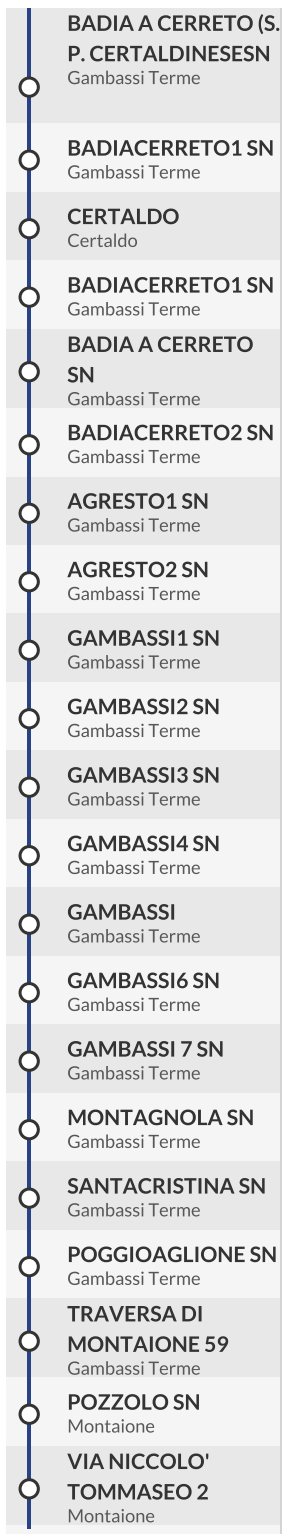 BADIA A CERRETO (S.
P. CERTALDINESESN
Gambassi Terme
BADIACERRETO1 SN
Gambassi Terme
CERTALDO
Certaldo
BADIACERRETO1 SN
Gambassi Terme
BADIA A CERRETO
SN
Gambassi Terme
BADIACERRETO2 SN
Gambassi Terme
AGRESTO1 SN
Gambassi Terme
AGRESTO2 SN
Gambassi Terme
GAMBASSI1 SN
Gambassi Terme
GAMBASSI2 SN
Gambassi Terme
GAMBASSI3 SN
Gambassi Terme
GAMBASSI4 SN
Gambassi Terme
GAMBASSI
Gambassi Terme
GAMBASSI6 SN
Gambassi Terme
GAMBASSI 7 SN
Gambassi Terme
MONTAGNOLA SN
Gambassi Terme
SANTACRISTINA SN
Gambassi Terme
POGGIOAGLIONE SN
Gambassi Terme
TRAVERSA DI
MONTAIONE 59
Gambassi Terme
POZZOLO SN
Montaione
VIA NICCOLO'
TOMMASEO 2
Montaione